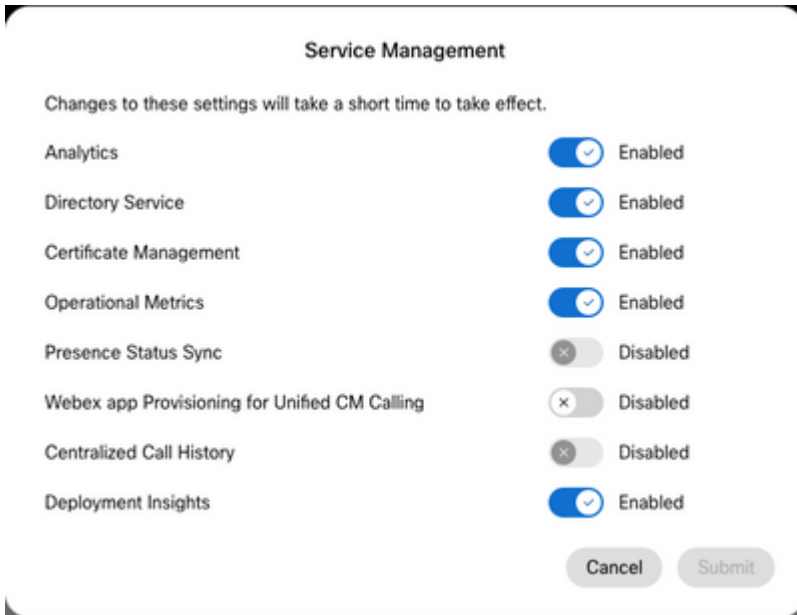 Service Management
Changes to these settings will take a short time to take effect.
Analytics Enabled
Directory Service Enabled
Certificate Management Enabled
Operational Metrics Enabled
Presence Status Sync Disabled
Webex app Provisioning for Unified CM Calling Disabled
Centralized Call History Disabled
Deployment Insights Enabled
Cancel Submit